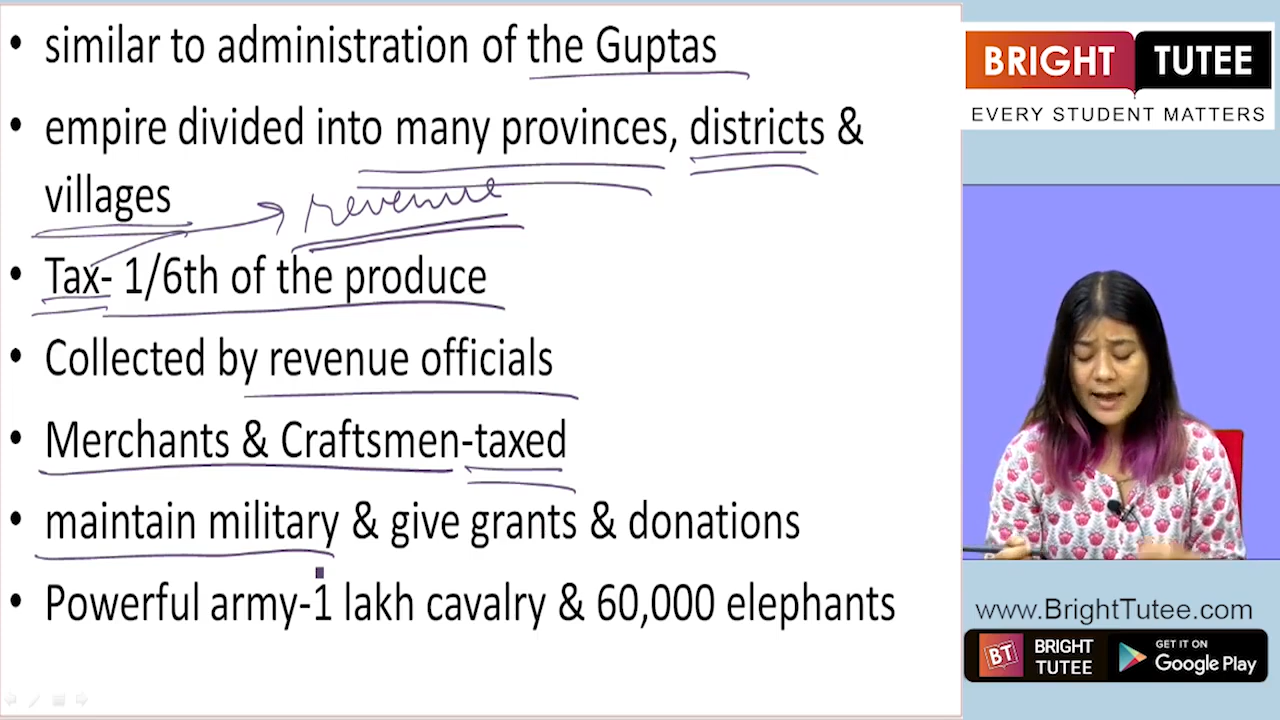 • similar to administration of the Guptas
• empire divided into many provinces, districts &
villages
revenue
• Tax- 1/6th of the produce
• Collected by revenue officials
• Merchants & Craftsmen-taxed
• maintain military & give grants & donations
• Powerful army-1 lakh cavalry & 60,000 elephants
BRIGHT TUTEE
EVERY STUDENT MATTERS
www.BrightTutee.com
BT BRIGHT TUTEE
GET IT ON
Google Play